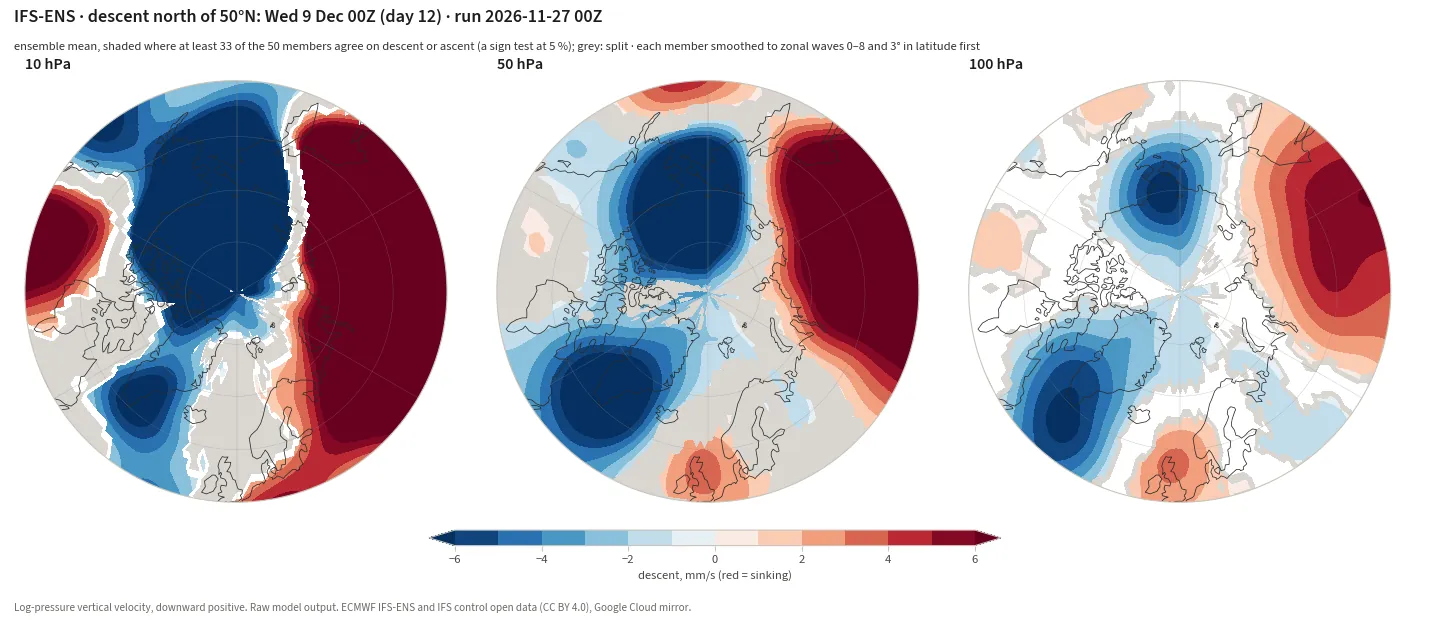 IFS-ENS · descent north of 50°N: Wed 9 Dec 00Z (day 12) · run 2026-11-27 00Z
ensemble mean, shaded where at least 33 of the 50 members agree on descent or ascent (a sign test at 5 %); grey: split · each member smoothed to zonal waves 0–8 and 3° in latitude first
10 hPa
50 hPa
100 hPa
−6 −4 −2 0 2 4 6
descent, mm/s (red = sinking)
Log-pressure vertical velocity, downward positive. Raw model output. ECMWF IFS-ENS and IFS control open data (CC BY 4.0), Google Cloud mirror.